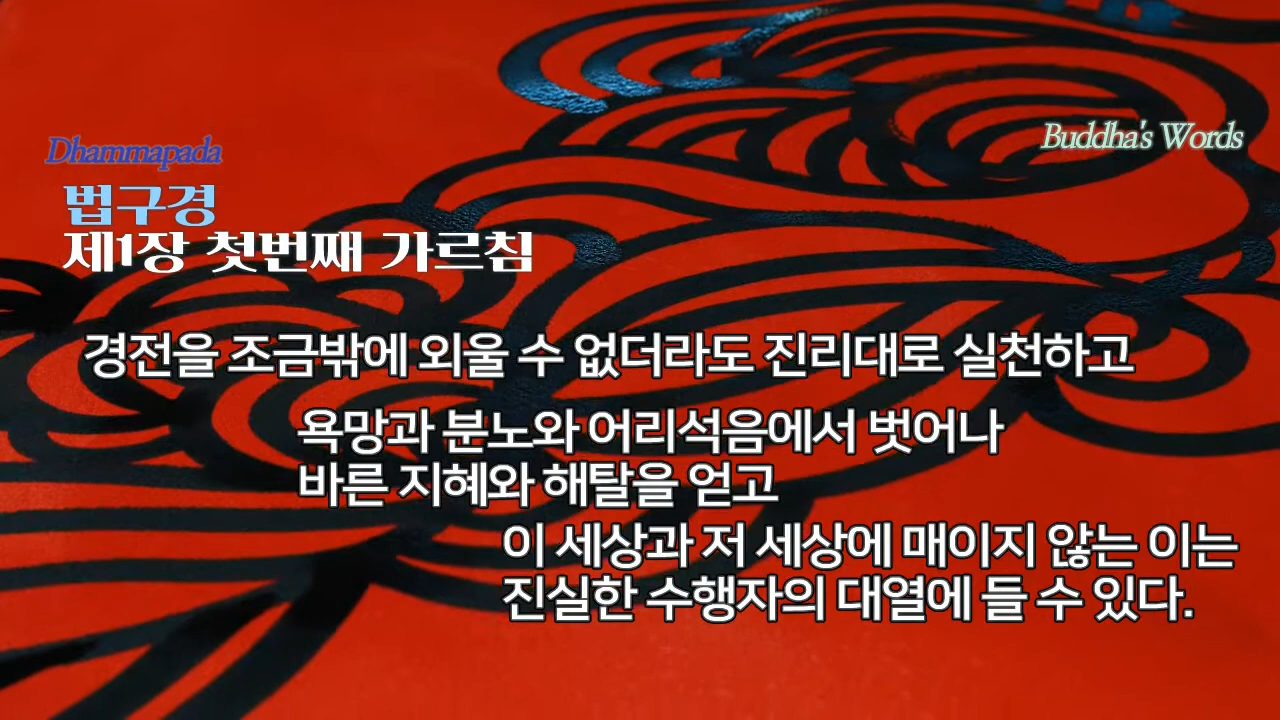 Dhammapada
Buddha's Words
법구경
제1장 첫번째 가르침
경전을 조금밖에 외울 수 없더라도 진리대로 실천하고
욕망과 분노와 어리석음에서 벗어나
바른 지혜와 해탈을 얻고
이 세상과 저 세상에 매이지 않는 이는
진실한 수행자의 대열에 들 수 있다.